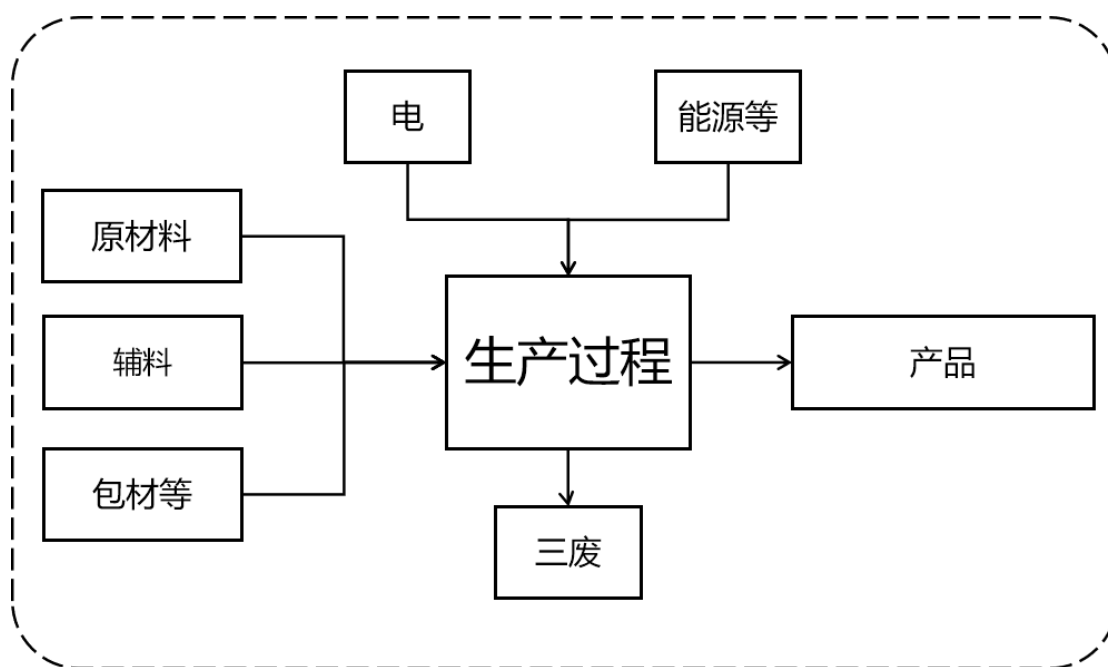 电
能源等
原材料
辅料
包材等
生产过程
产品
三废